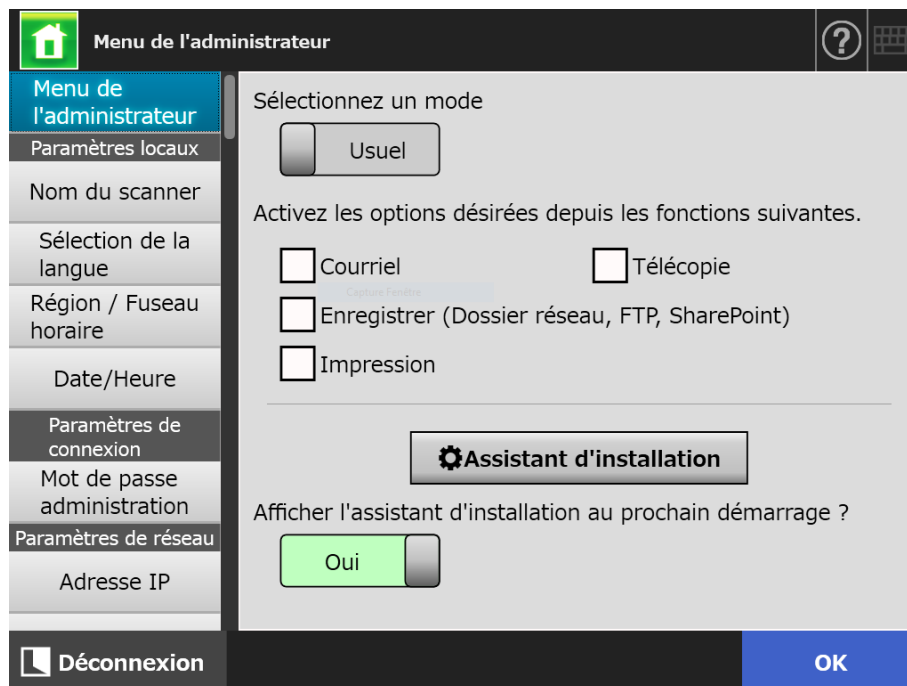 Menu de l'administrateur
?
Menu de
l'administrateur
Paramètres locaux
Nom du scanner
Sélection de la
langue
Région / Fuseau
horaire
Date/Heure
Paramètres de
connexion
Mot de passe
administration
Paramètres de réseau
Adresse IP
Sélectionnez un mode
Usuel
Activez les options désirées depuis les fonctions suivantes.
Courriel
Télécopie
Capture Fenêtre
Enregistrer (Dossier réseau, FTP, SharePoint)
Impression
Assistant d'installation
Afficher l'assistant d'installation au prochain démarrage ?
Oui
Déconnexion
OK